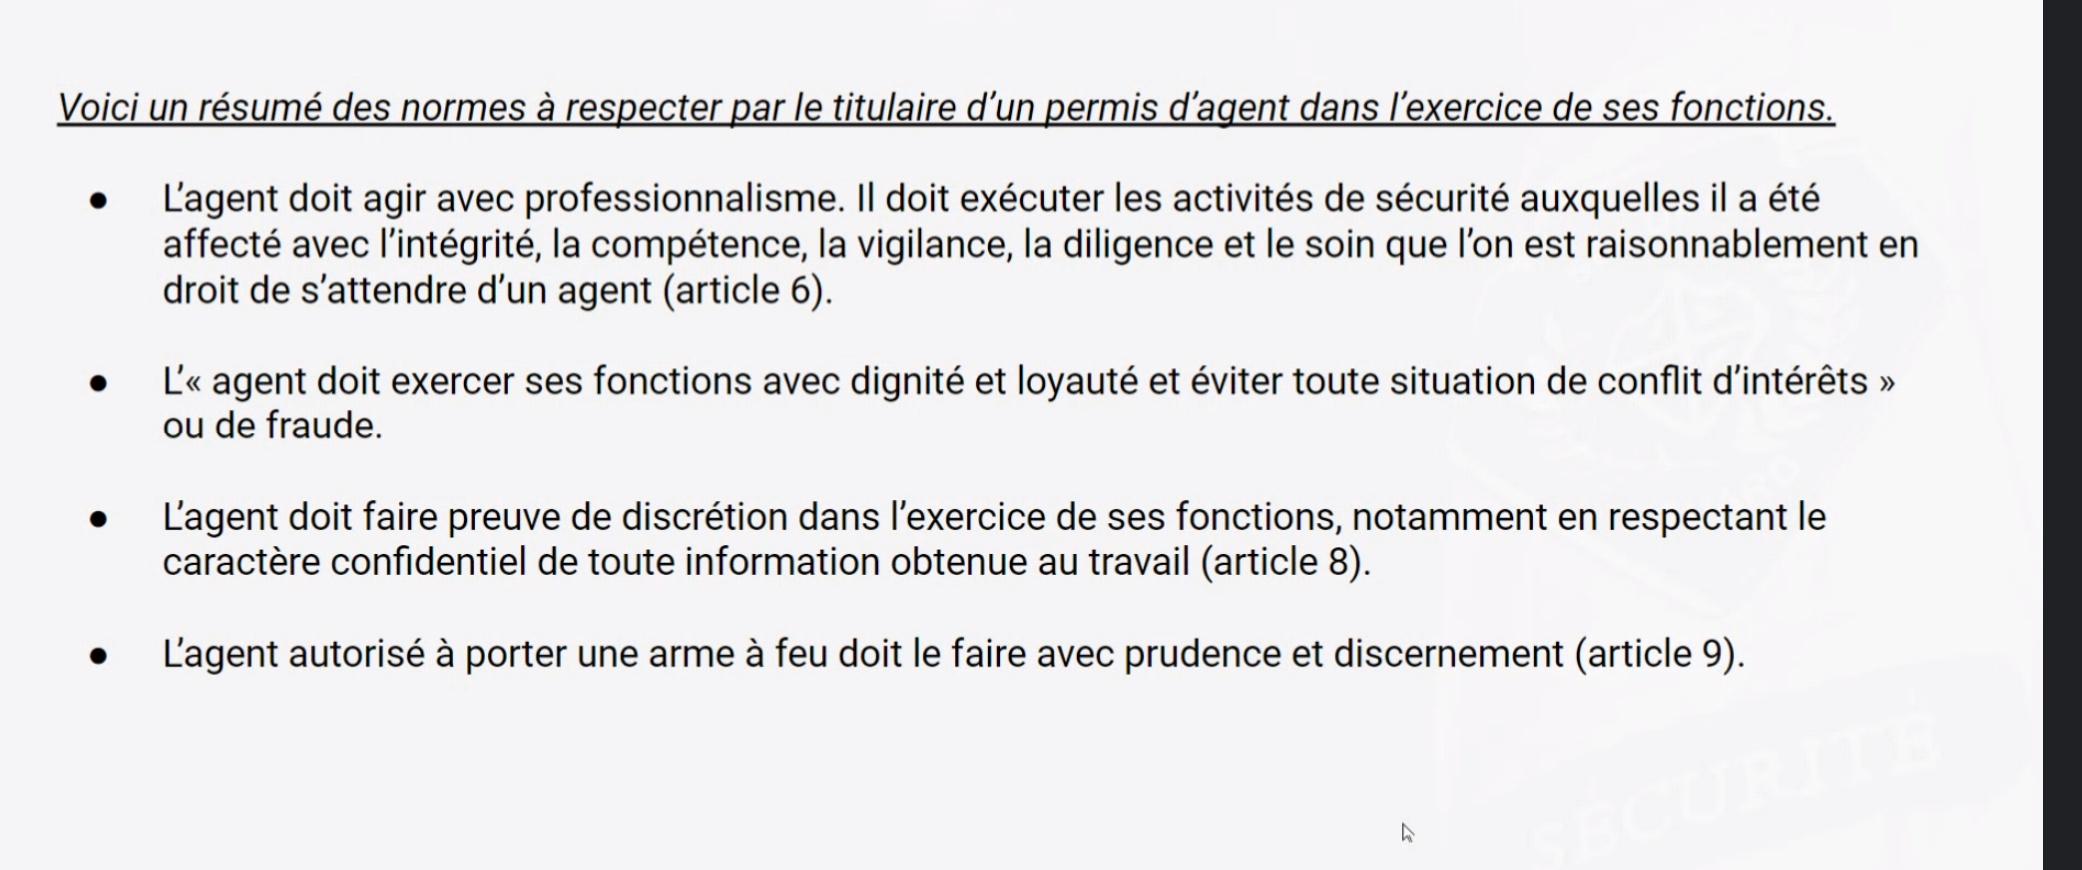 Voici un résumé des normes à respecter par le titulaire d’un permis d’agent dans l’exercice de ses fonctions.
● L’agent doit agir avec professionnalisme. Il doit exécuter les activités de sécurité auxquelles il a été
affecté avec l’intégrité, la compétence, la vigilance, la diligence et le soin que l’on est raisonnablement en
droit de s’attendre d’un agent (article 6).
● L’« agent doit exercer ses fonctions avec dignité et loyauté et éviter toute situation de conflit d’intérêts »
ou de fraude.
● L’agent doit faire preuve de discrétion dans l’exercice de ses fonctions, notamment en respectant le
caractère confidentiel de toute information obtenue au travail (article 8).
● L’agent autorisé à porter une arme à feu doit le faire avec prudence et discernement (article 9).
SÉCURITÉ